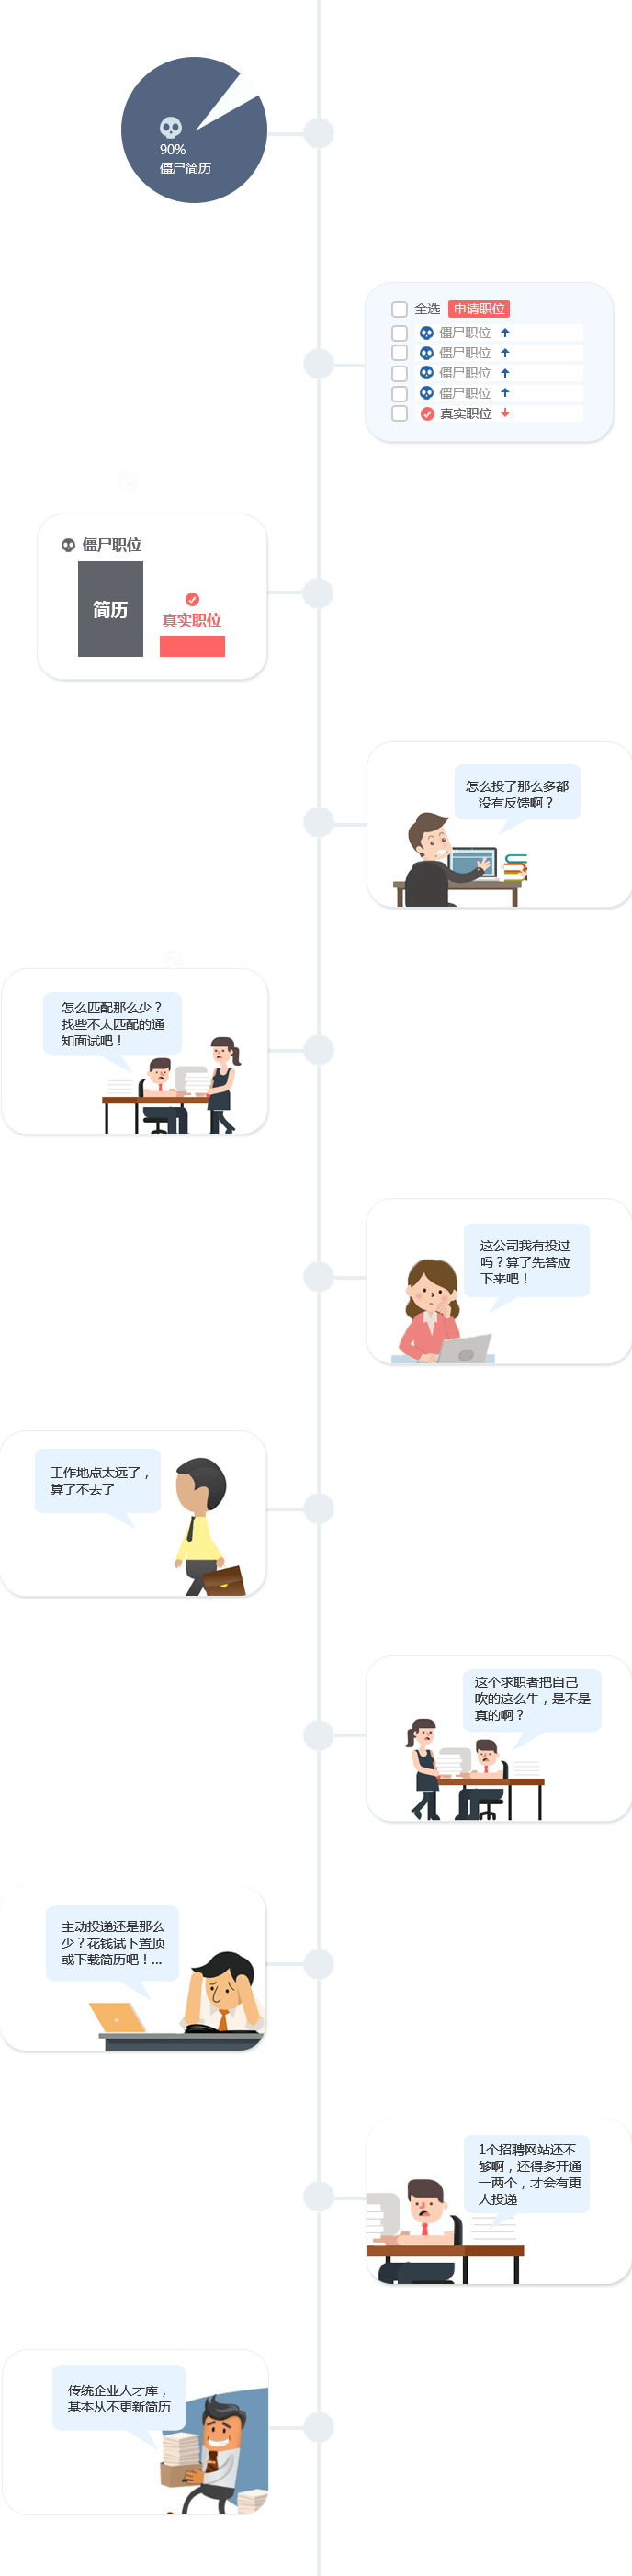 90%
僵尸简历
全选 申请职位
僵尸职位
僵尸职位
僵尸职位
僵尸职位
真实职位
僵尸职位
简历
真实职位
怎么投了那么多都
没有反馈啊？
怎么匹配那么少？
找些不太匹配的通
知面试吧！
这公司我有投过
吗？算了先答应
下来吧！
工作地点太远了，
算了不去了
这个求职者把自己
吹的这么牛，是不是
真的啊？
主动投递还是那么
少？花钱试下置顶
或下载简历吧！...
1个招聘网站还不
够啊，还得多开通
一两个，才会有更
人投递
传统企业人才库，
基本从不更新简历